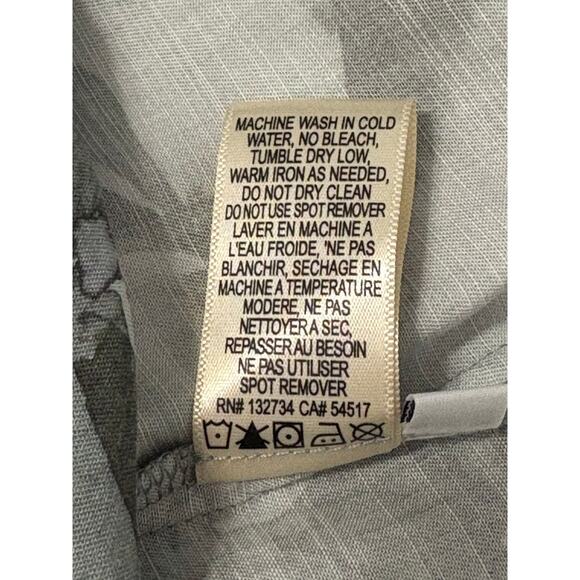 MACHINE WASH IN COLD
WATER, NO BLEACH,
TUMBLE DRY LOW,
WARM IRON AS NEEDED,
DO NOT DRY CLEAN
DO NOT USE SPOT REMOVER
LAVER EN MACHINE A
L'EAU FROIDE, 'NE PAS
BLANCHIR, SECHAGE EN
MACHINE A TEMPERATURE
MODERE, NE PAS
NETTOYER A SEC,
REPASSER AU BESOIN
NE PAS UTILISER
SPOT REMOVER
RN# 132734 CA# 54517